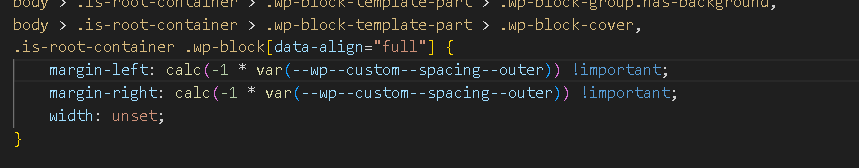 body > .is-root-container > .wp-block-template-part > .wp-block-group.has-background,
body > .is-root-container > .wp-block-template-part > .wp-block-cover,
.is-root-container .wp-block[data-align="full"] {
    margin-left: calc(-1 * var(--wp--custom--spacing--outer)) !important;
    margin-right: calc(-1 * var(--wp--custom--spacing--outer)) !important;
    width: unset;
}